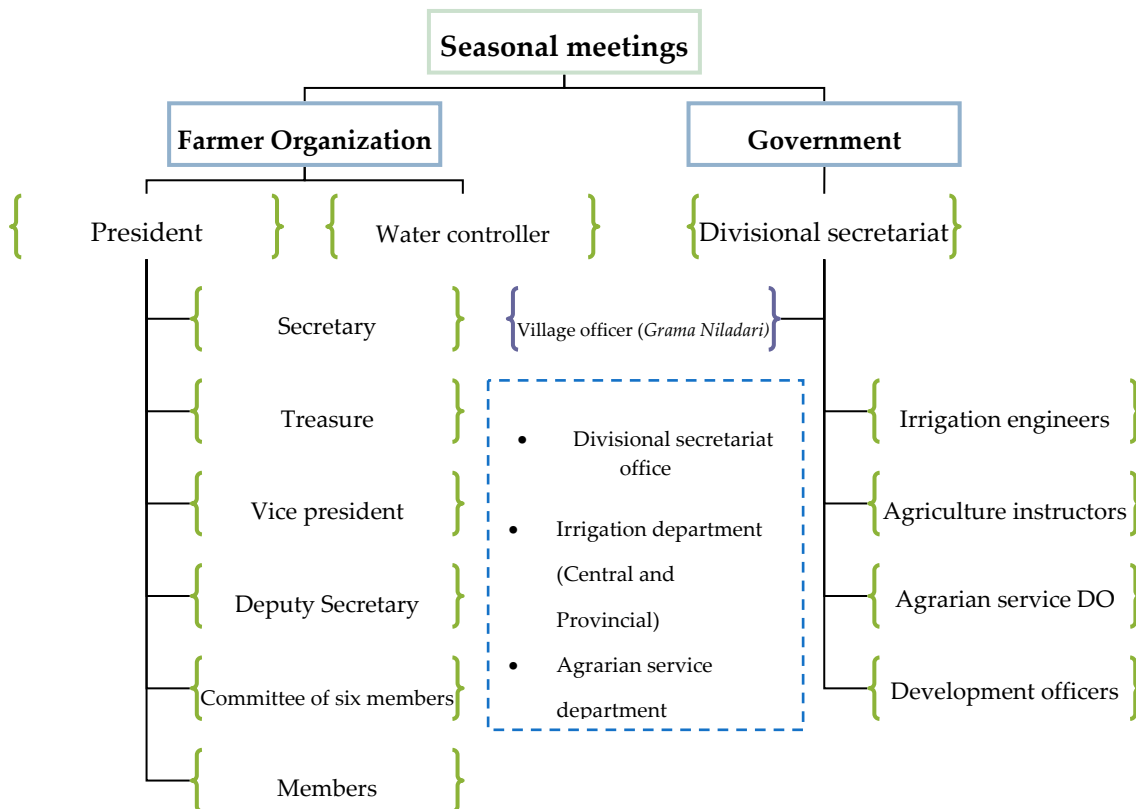 Seasonal meetings
Farmer Organization
Government
President
Water controller
Divisional secretariat
Secretary
Village officer (Grama Niladari)
Treasure
Vice president
Deputy Secretary
Committee of six members
Members
• Divisional secretariat
office
• Irrigation department
(Central and
Provincial)
• Agrarian service
department
Irrigation engineers
Agriculture instructors
Agrarian service DO
Development officers